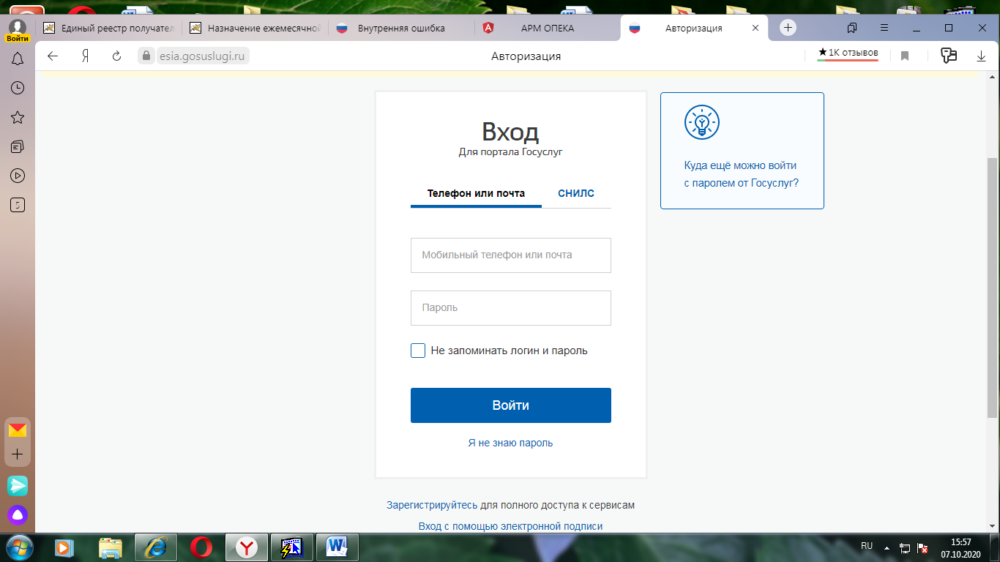 Единый реестр получател
Назначение ежемесячной
Внутренняя ошибка
АРМ ОПЕКА
Авторизация
Войти
Я
esia.gosuslugi.ru
Авторизация
★1К отзывов
5
Вход
Для портала Госуслуг
Телефон или почта
СНИЛС
Мобильный телефон или почта
Пароль
Не запоминать логин и пароль
Войти
Я не знаю пароль
Зарегистрируйтесь для полного доступа к сервисам
Вход с помощью электронной подписи
Куда ещё можно войти
с паролем от Госуслуг?
RU
15:57
07.10.2020